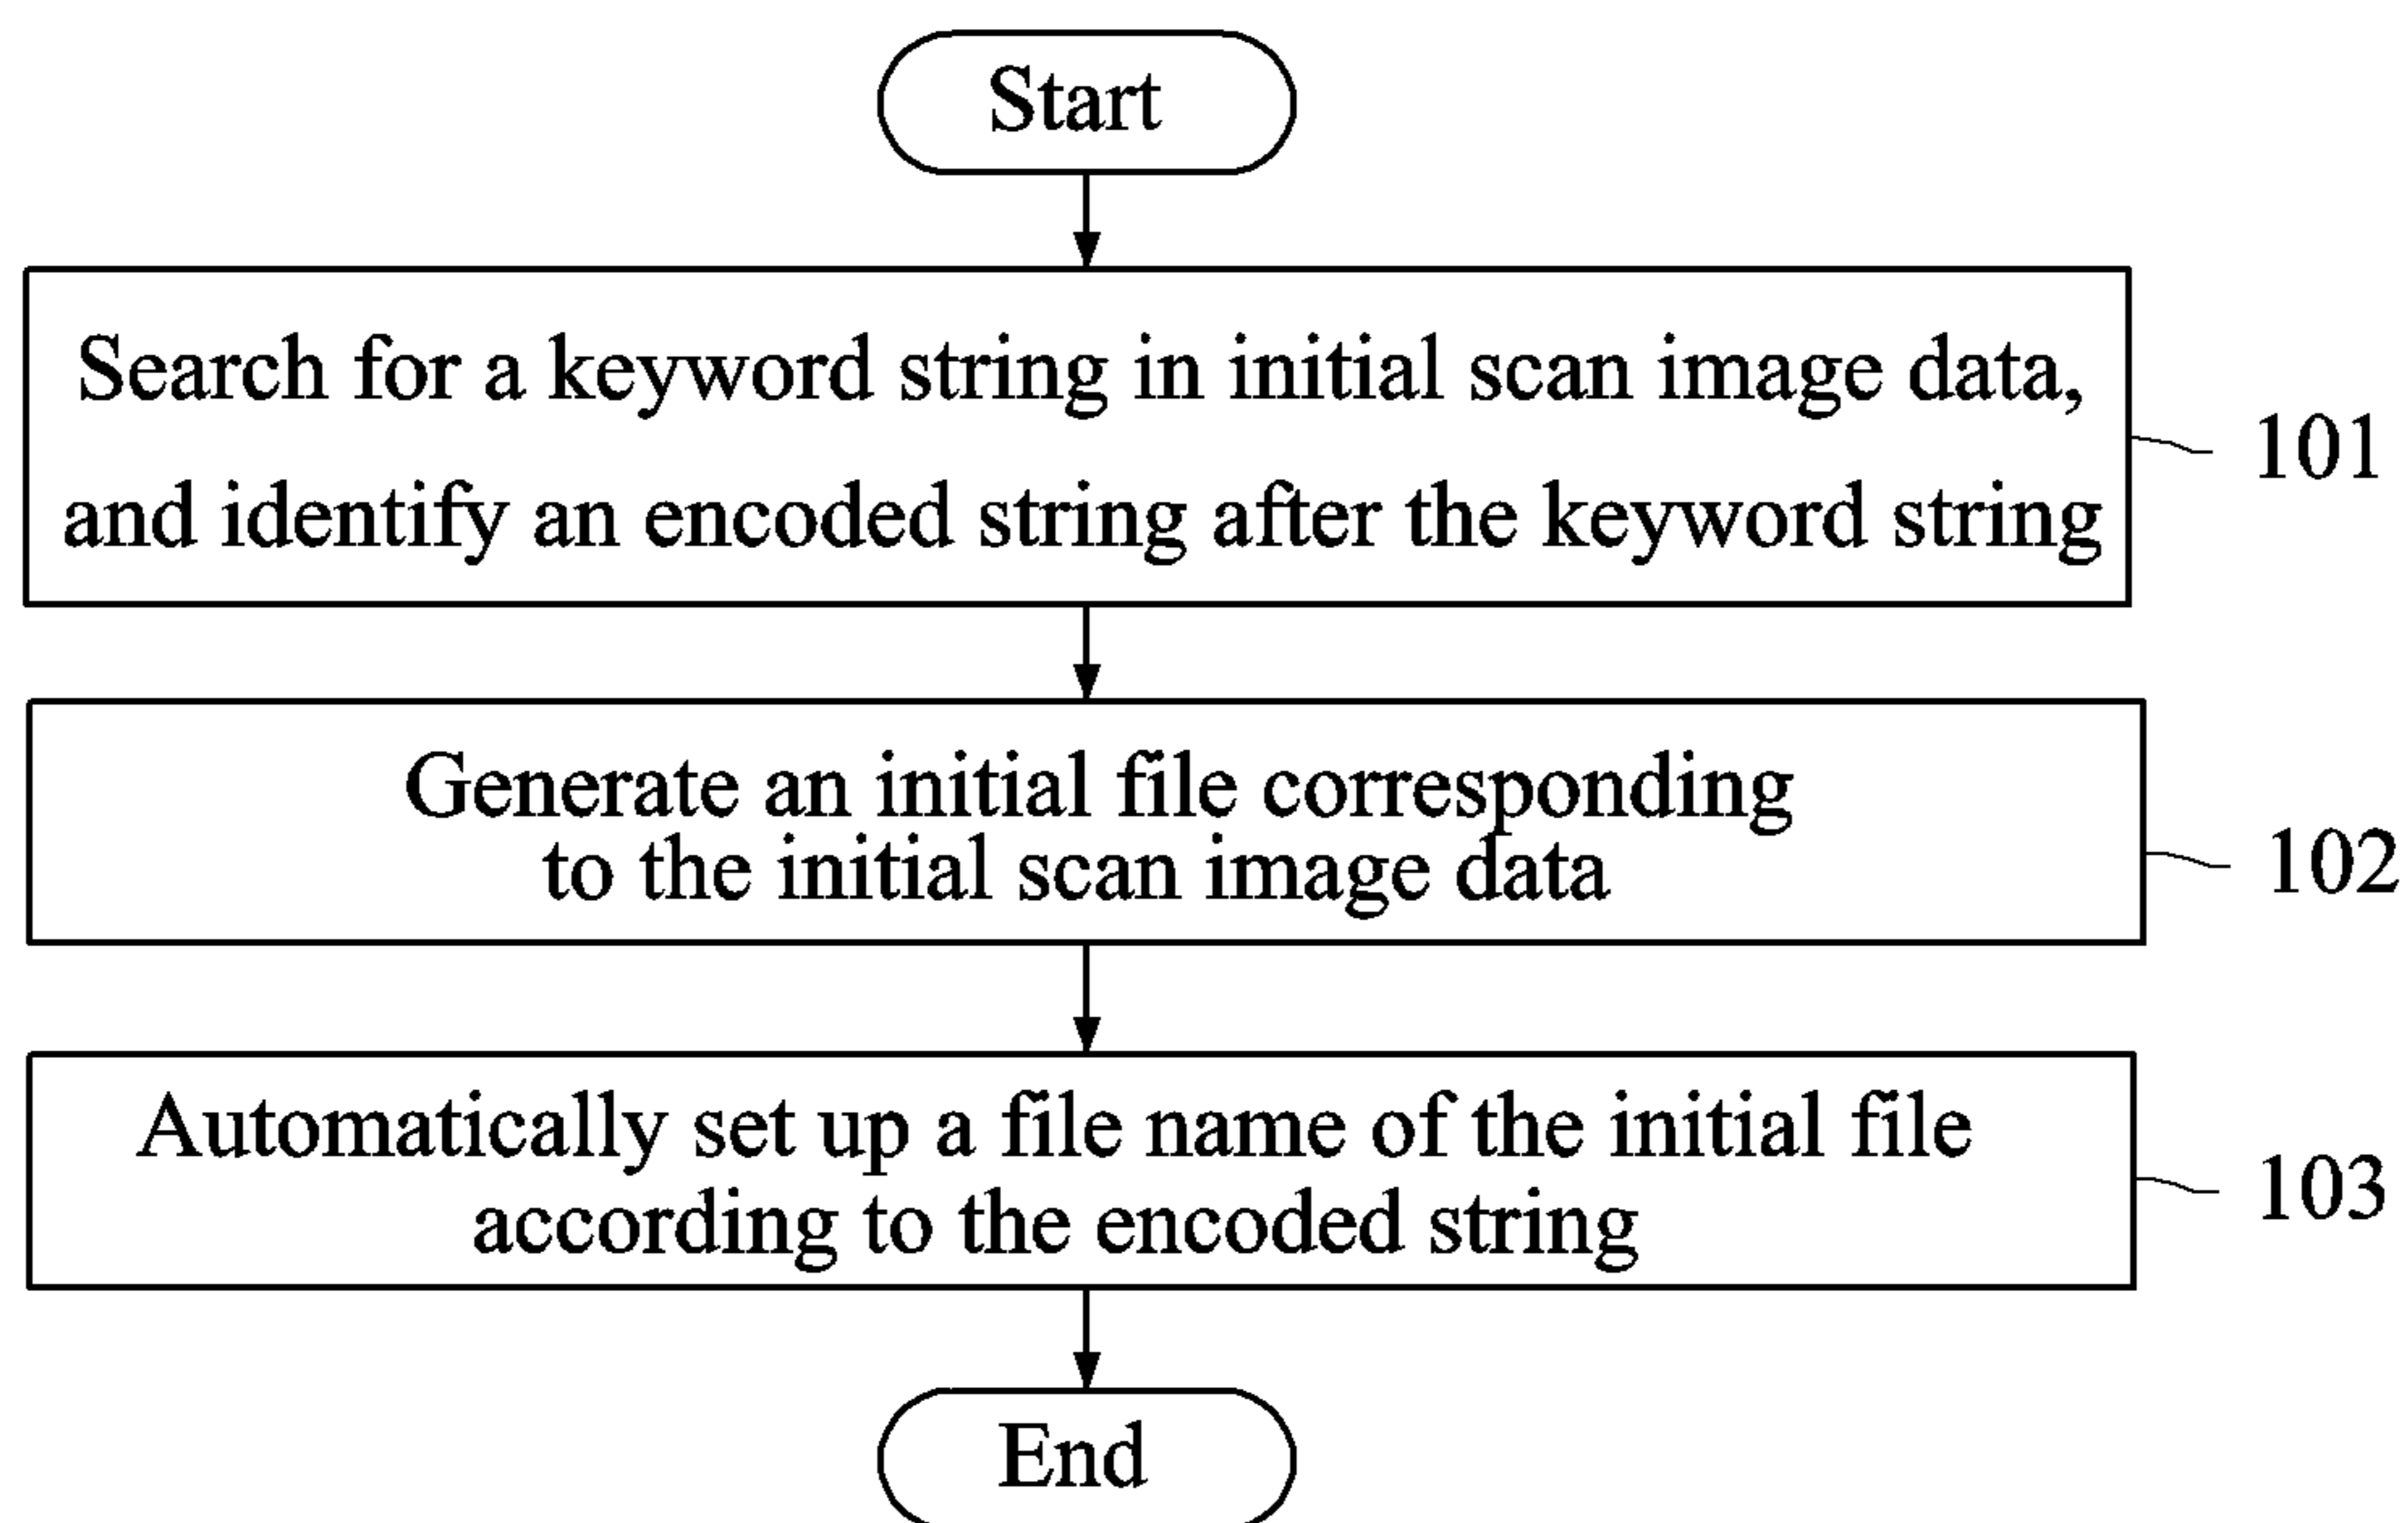 Start
Search for a keyword string in initial scan image data,
and identify an encoded string after the keyword string
101
Generate an initial file corresponding
to the initial scan image data
102
Automatically set up a file name of the initial file
according to the encoded string
103
End